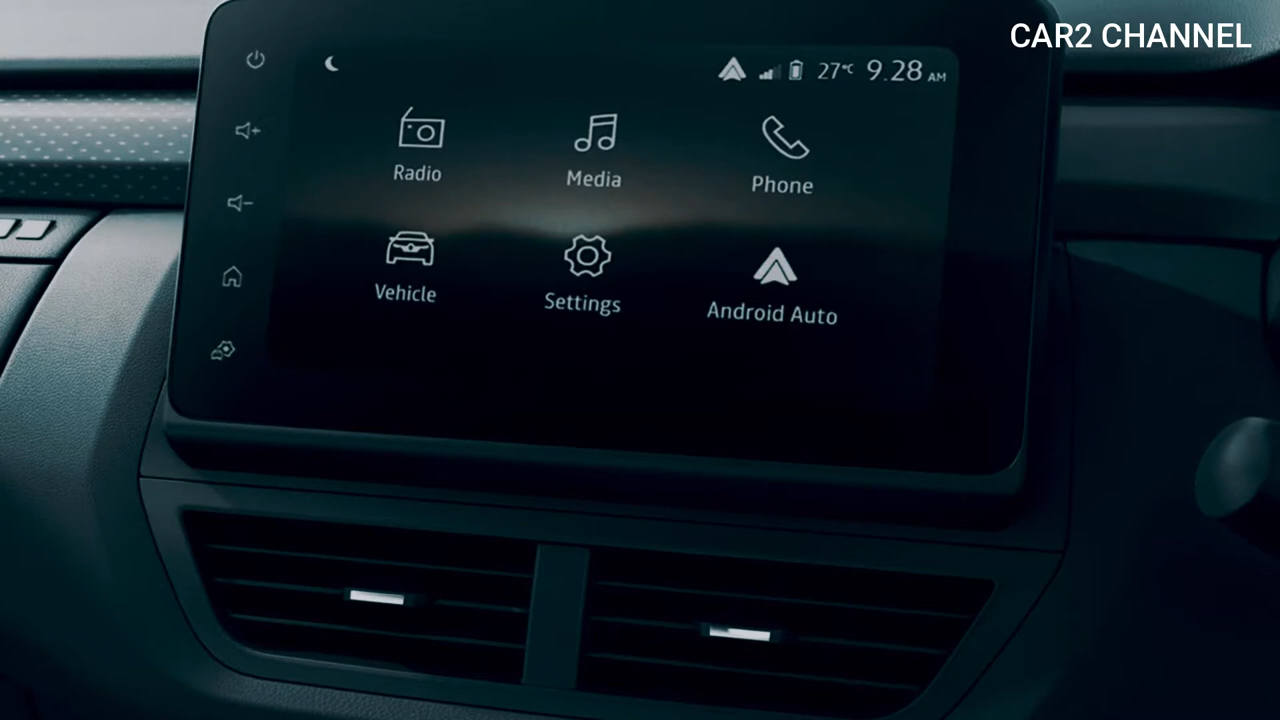 CAR2 CHANNEL
27°C 9.28 AM
Radio Media Phone
Vehicle Settings Android Auto